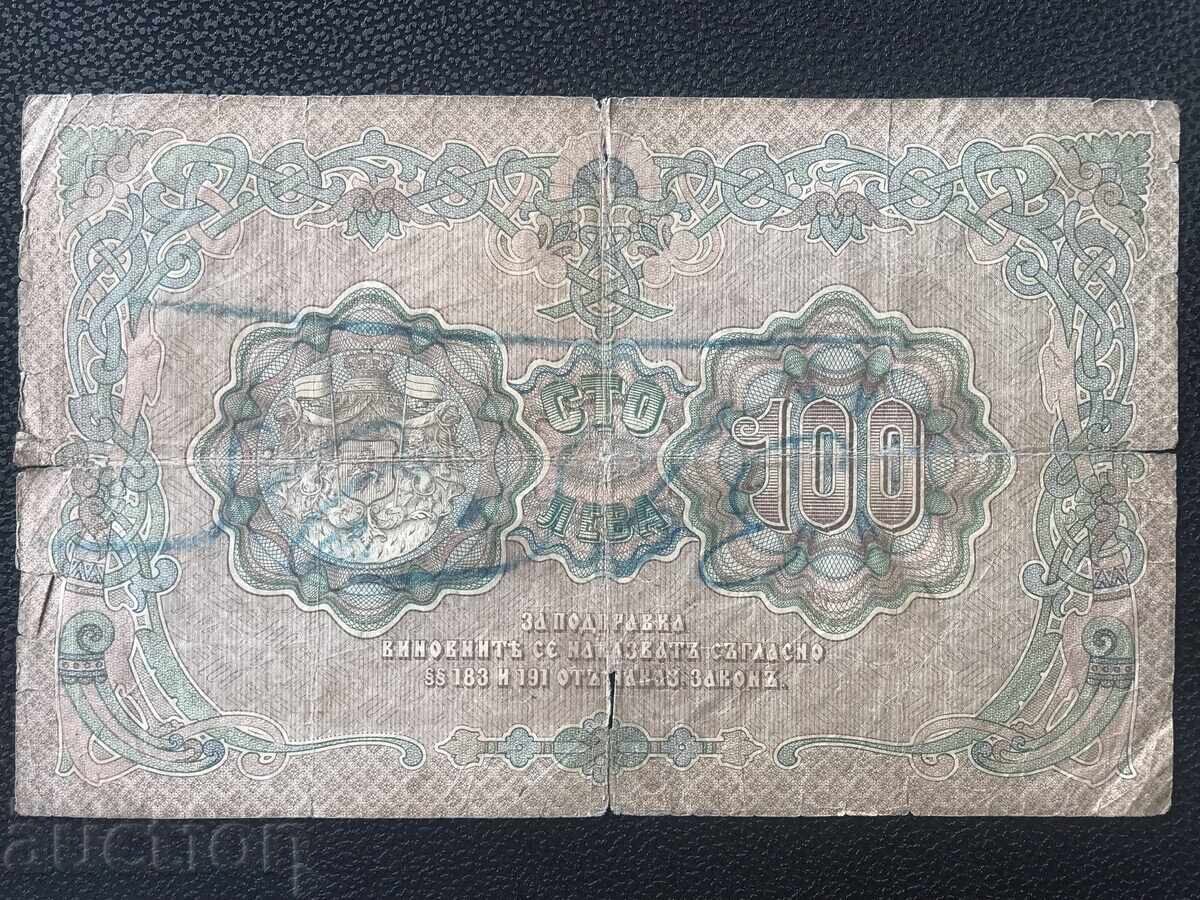 СТО
ЛЕВА
100
ЗА ПОДПРАВКА
ВИНОВНИТѢ СЕ НАКАЗВАТЪ СЪГЛАСНО
§§ 183 И 191 ОТЪ НАКАЗ. ЗАКОНЪ.
auction